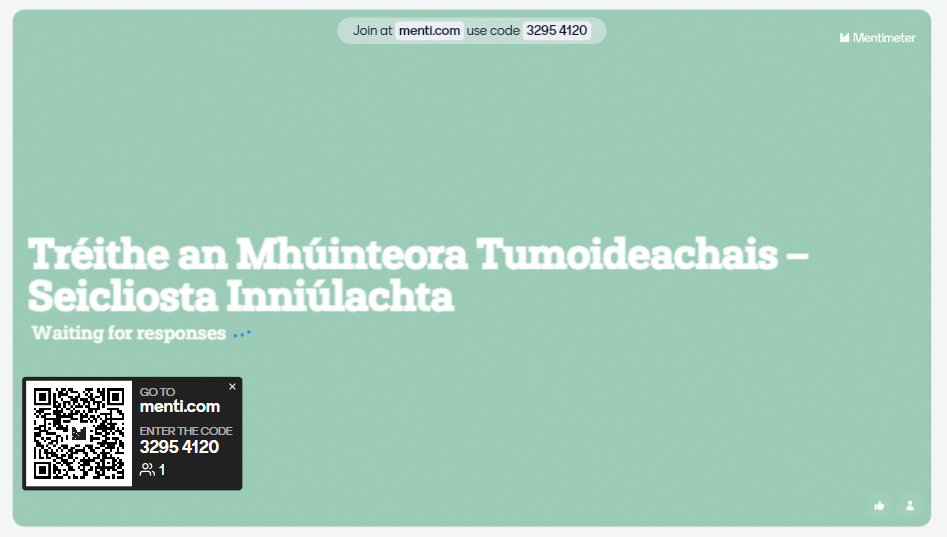 Join at menti.com use code 3295 4120
Mentimeter
Tréithe an Mhúinteora Tumoideachais –
Seicliosta Inniúlachta
Waiting for responses
GO TO
menti.com
ENTER THE CODE
3295 4120
1